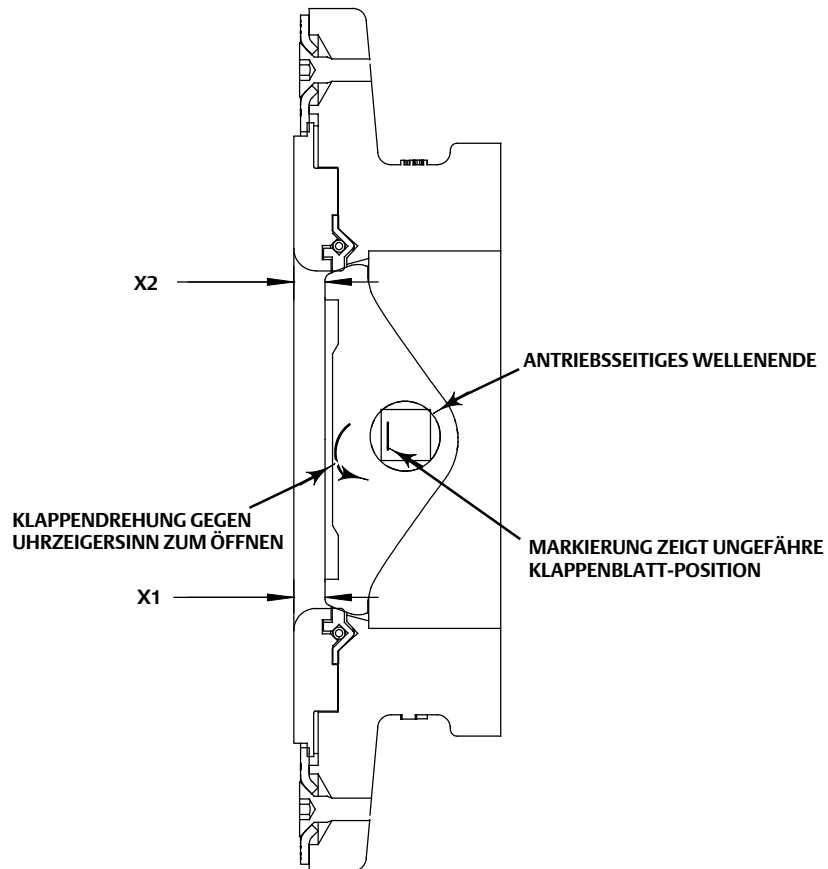 X2
ANTRIEBSSEITIGES WELLENENDE
KLAPPENDREHUNG GEGEN
UHRZEIGERSINN ZUM ÖFFNEN
MARKIERUNG ZEIGT UNGEFÄHRE
KLAPPENBLATT-POSITION
X1